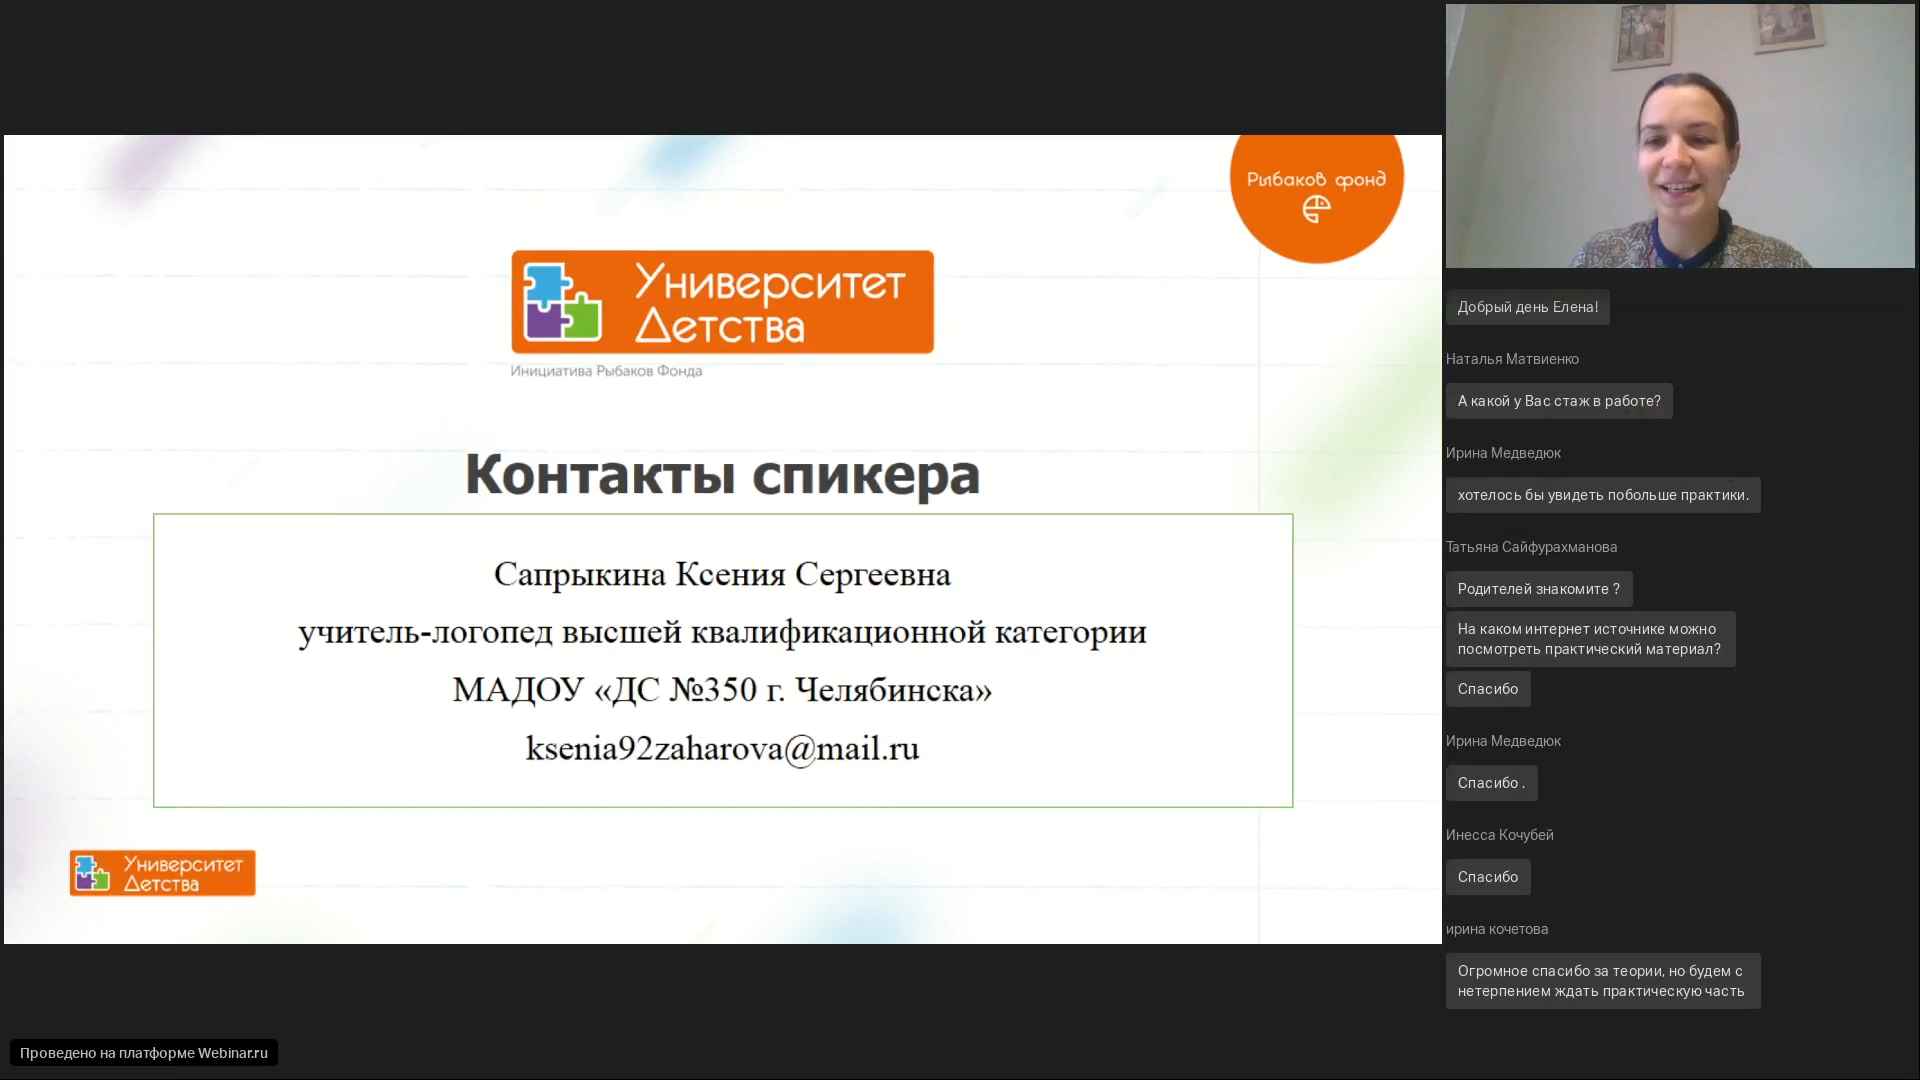 Рыбаков фонд
Университет
Детства
Инициатива Рыбаков Фонда
Контакты спикера
Сапрыкина Ксения Сергеевна
учитель-логопед высшей квалификационной категории
МАДОУ «ДС №350 г. Челябинска»
ksenia92zaharova@mail.ru
Университет
Детства
Проведено на платформе Webinar.ru
Добрый день Елена!
Наталья Матвиенко
А какой у Вас стаж в работе?
Ирина Медведюк
хотелось бы увидеть побольше практики.
Татьяна Сайфурахманова
Родителей знакомите ?
На каком интернет источнике можно
посмотреть практический материал?
Спасибо
Ирина Медведюк
Спасибо .
Инесса Кочубей
Спасибо
ирина кочетова
Огромное спасибо за теории, но будем с
нетерпением ждать практическую часть